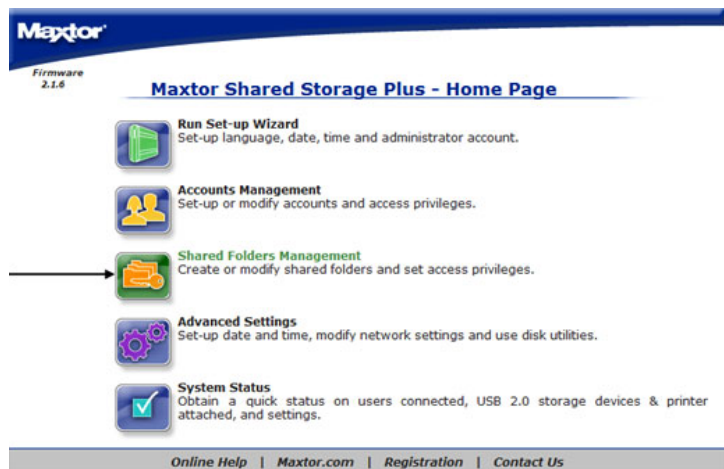 Maxtor
Firmware
2.1.6
Maxtor Shared Storage Plus - Home Page
Run Set-up Wizard
Set-up language, date, time and administrator account.
Accounts Management
Set-up or modify accounts and access privileges.
Shared Folders Management
Create or modify shared folders and set access privileges.
Advanced Settings
Set-up date and time, modify network settings and use disk utilities.
System Status
Obtain a quick status on users connected, USB 2.0 storage devices & printer
attached, and settings.
Online Help | Maxtor.com | Registration | Contact Us